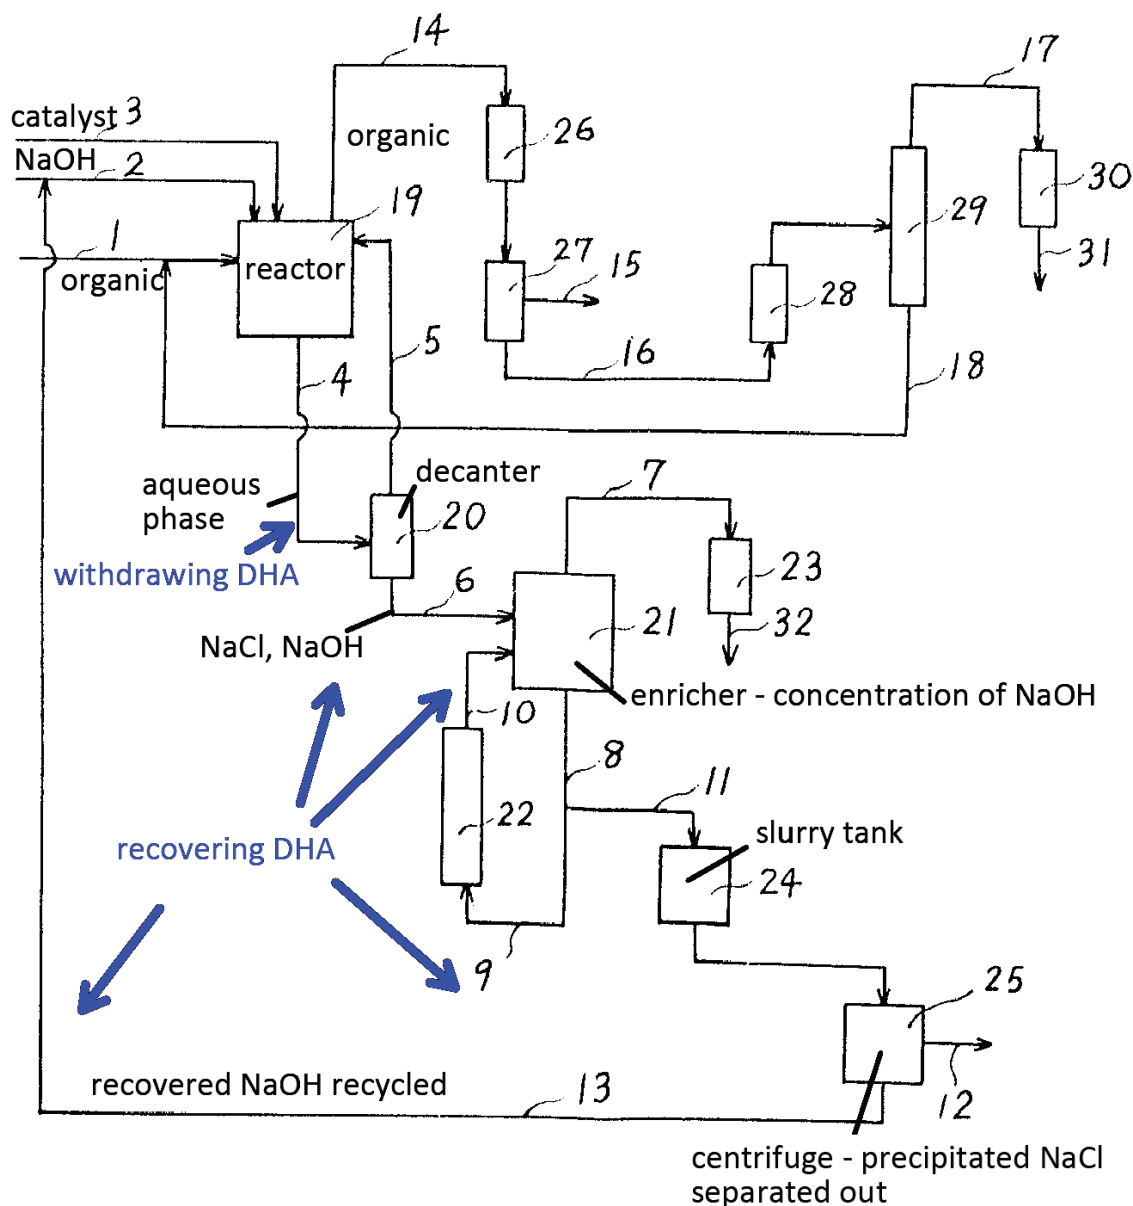 14
17
catalyst 3
NaOH 2
organic
26
30
19
29
1
reactor
27
15
31
organic
28
5
16
4
18
decanter
7
aqueous
phase
20
withdrawing DHA
23
6
21
32
NaCl, NaOH
enricher - concentration of NaOH
10
8
11
22
slurry tank
recovering DHA
24
9
25
recovered NaOH recycled
13
12
centrifuge - precipitated NaCl
separated out